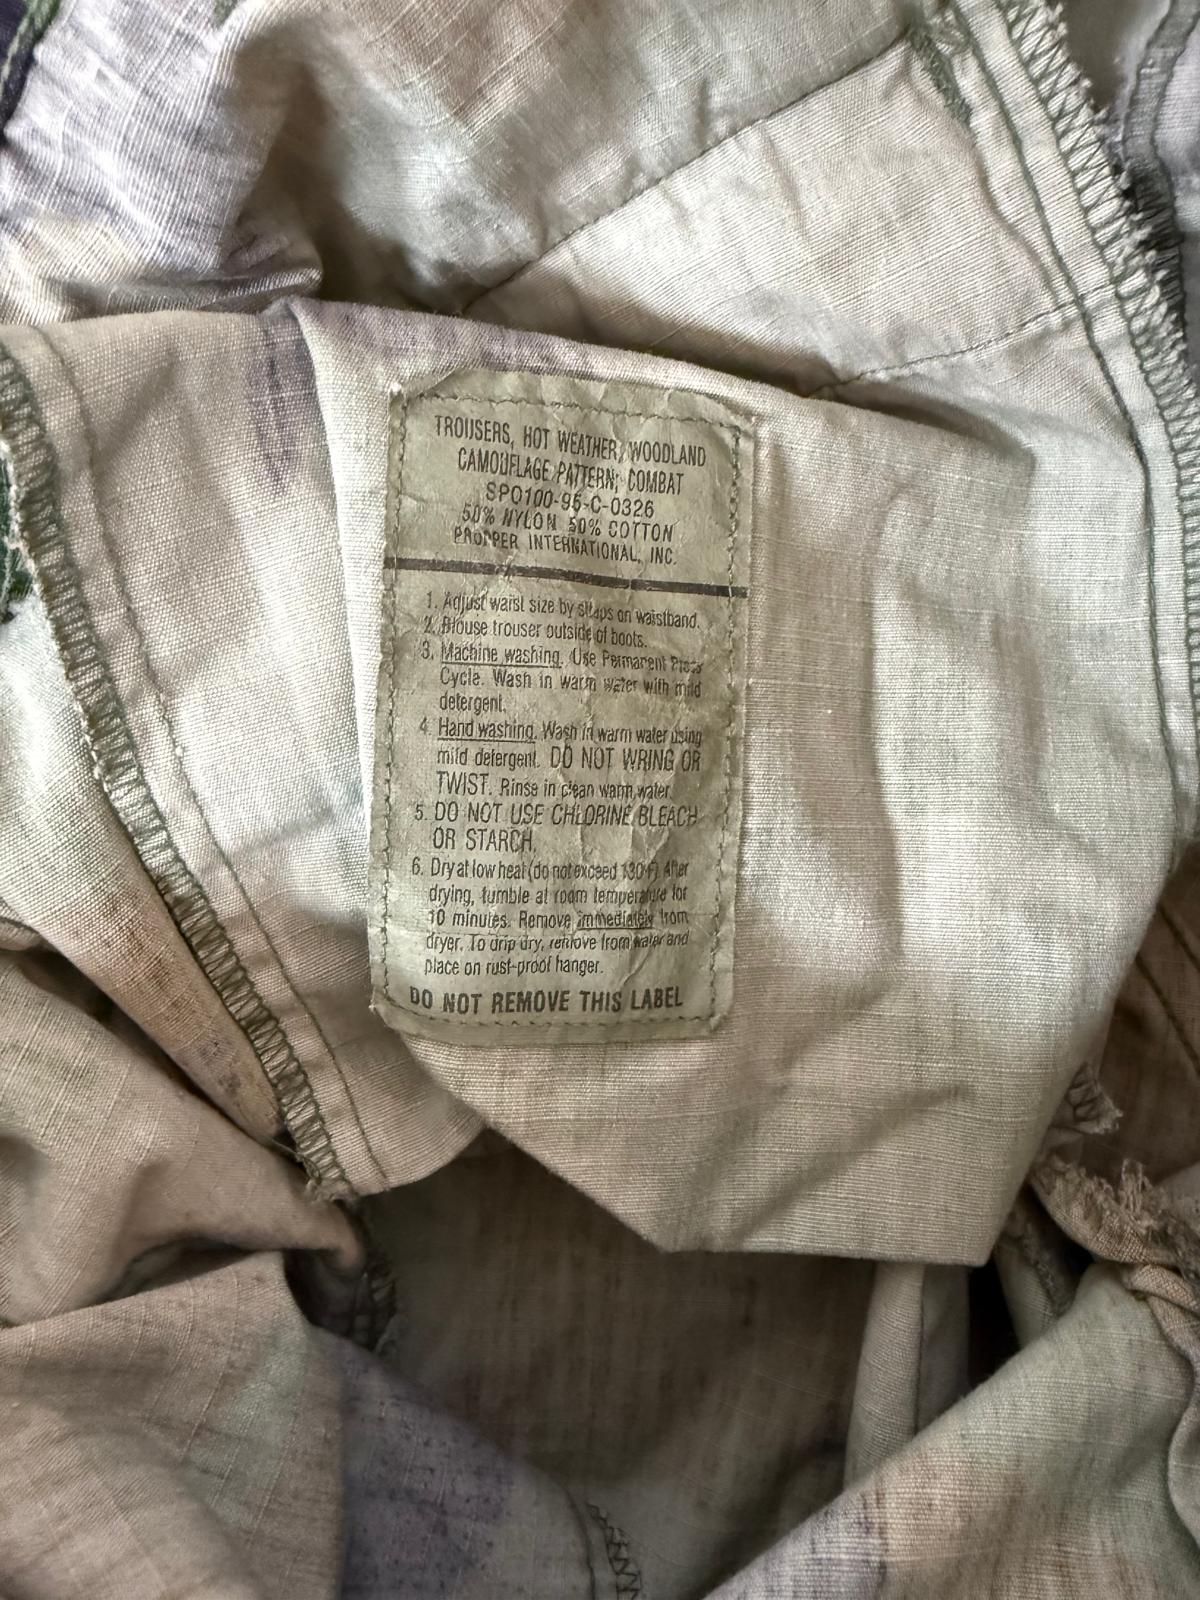 TROUSERS, HOT WEATHER, WOODLAND
CAMOUFLAGE PATTERN; COMBAT
SPO100-95-C-0326
50% NYLON 50% COTTON
PROPPER INTERNATIONAL, INC.
1. Adjust waist size by straps on waistband.
2. Blouse trouser outside of boots.
3. Machine washing. Use Permanent Press
Cycle. Wash in warm water with mild
detergent.
4. Hand washing. Wash in warm water using
mild detergent. DO NOT WRING OR
TWIST. Rinse in clean warm water.
5. DO NOT USE CHLORINE BLEACH
OR STARCH.
6. Dry at low heat (do not exceed 130 F) After
drying, tumble at room temperature for
10 minutes. Remove immediately from
dryer. To drip dry, remove from water and
place on rust-proof hanger.
DO NOT REMOVE THIS LABEL